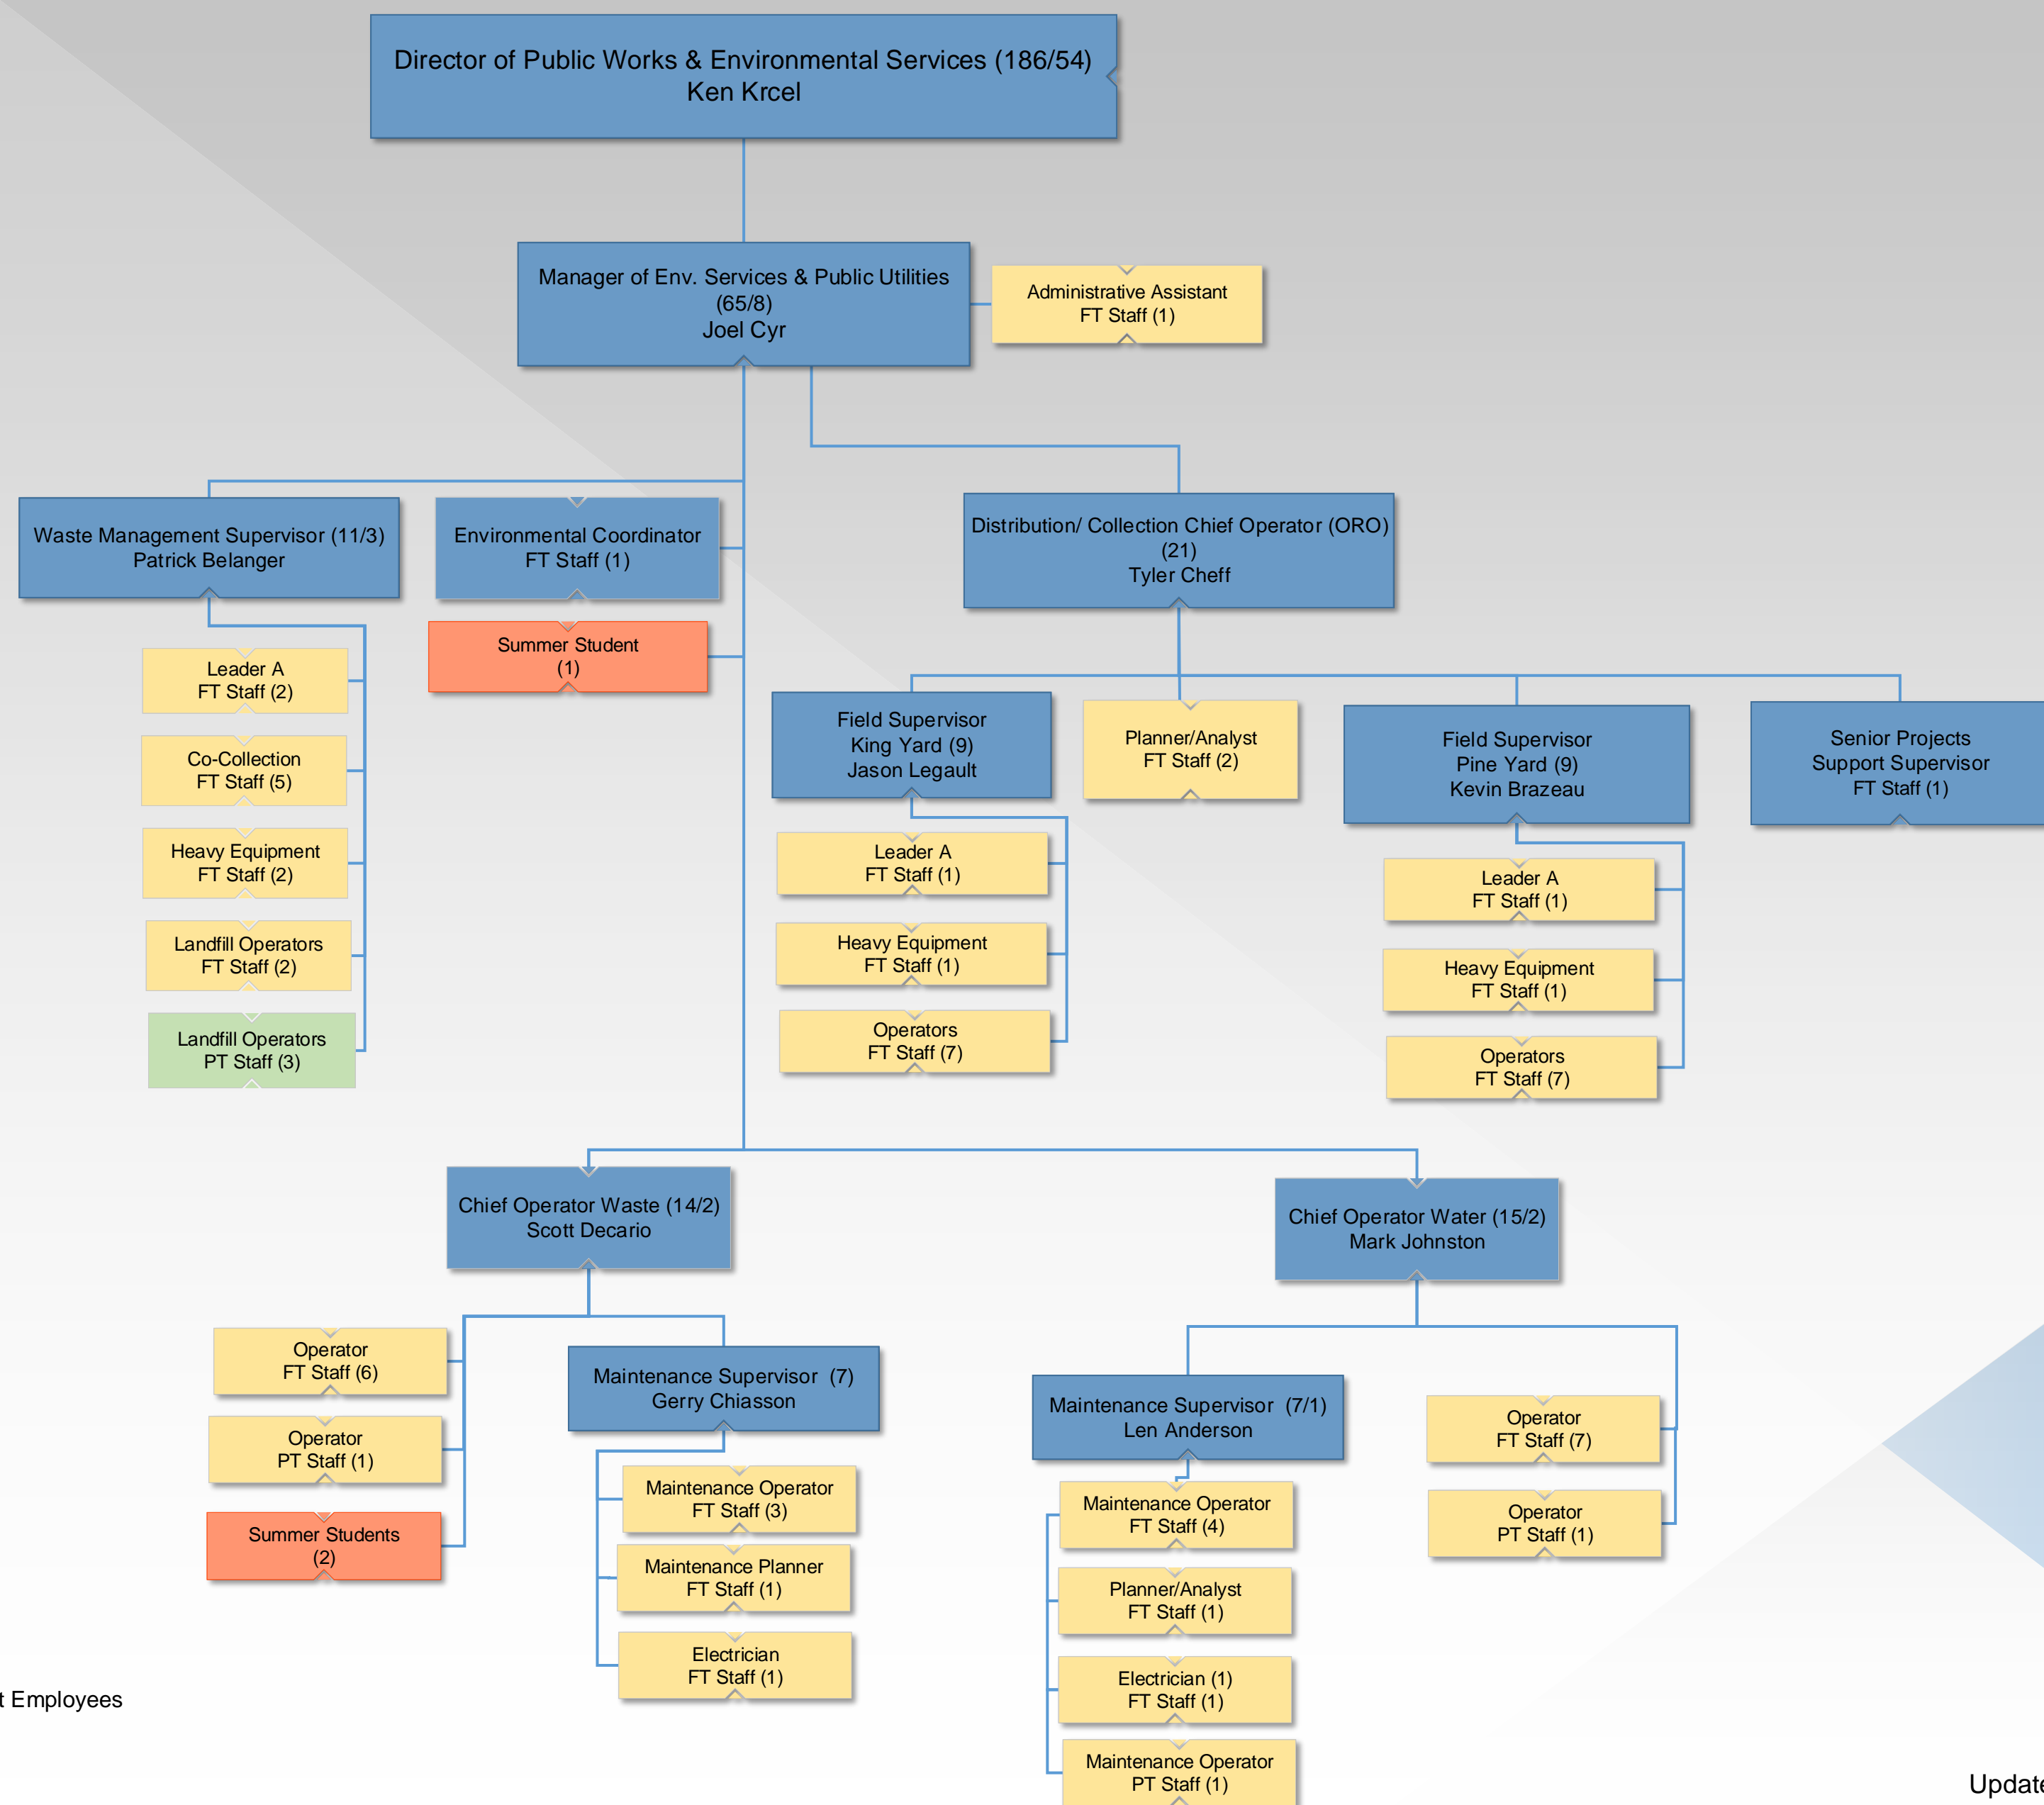 Director of Public Works & Environmental Services (186/54)
Ken Krcel
Manager of Env. Services & Public Utilities
(65/8)
Joel Cyr
Administrative Assistant
FT Staff (1)
Waste Management Supervisor (11/3)
Patrick Belanger
Environmental Coordinator
FT Staff (1)
Summer Student
(1)
Distribution/ Collection Chief Operator (ORO)
(21)
Tyler Cheff
Leader A
FT Staff (2)
Co-Collection
FT Staff (5)
Heavy Equipment
FT Staff (2)
Landfill Operators
FT Staff (2)
Landfill Operators
PT Staff (3)
Field Supervisor
King Yard (9)
Jason Legault
Leader A
FT Staff (1)
Heavy Equipment
FT Staff (1)
Operators
FT Staff (7)
Planner/Analyst
FT Staff (2)
Field Supervisor
Pine Yard (9)
Kevin Brazeau
Leader A
FT Staff (1)
Heavy Equipment
FT Staff (1)
Operators
FT Staff (7)
Senior Projects
Support Supervisor
FT Staff (1)
Chief Operator Waste (14/2)
Scott Decario
Operator
FT Staff (6)
Operator
PT Staff (1)
Summer Students
(2)
Maintenance Supervisor (7)
Gerry Chiasson
Maintenance Operator
FT Staff (3)
Maintenance Planner
FT Staff (1)
Electrician
FT Staff (1)
Chief Operator Water (15/2)
Mark Johnston
Maintenance Supervisor (7/1)
Len Anderson
Maintenance Operator
FT Staff (4)
Planner/Analyst
FT Staff (1)
Electrician (1)
FT Staff (1)
Maintenance Operator
PT Staff (1)
Operator
FT Staff (7)
Operator
PT Staff (1)
t Employees
Update